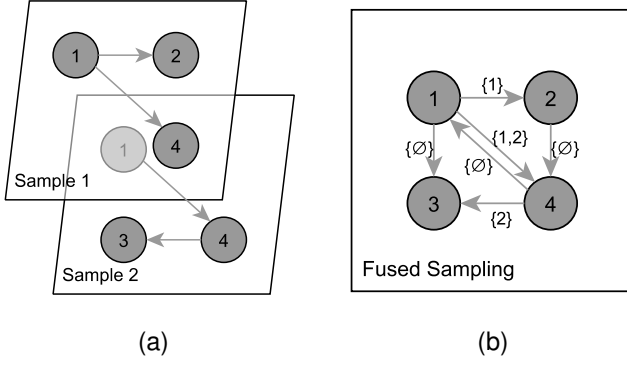 1 2
1 4
Sample 1
3 4
Sample 2
(a)
1 {1} 2
{∅} {1,2} {∅} {∅}
3 {2} 4
Fused Sampling
(b)